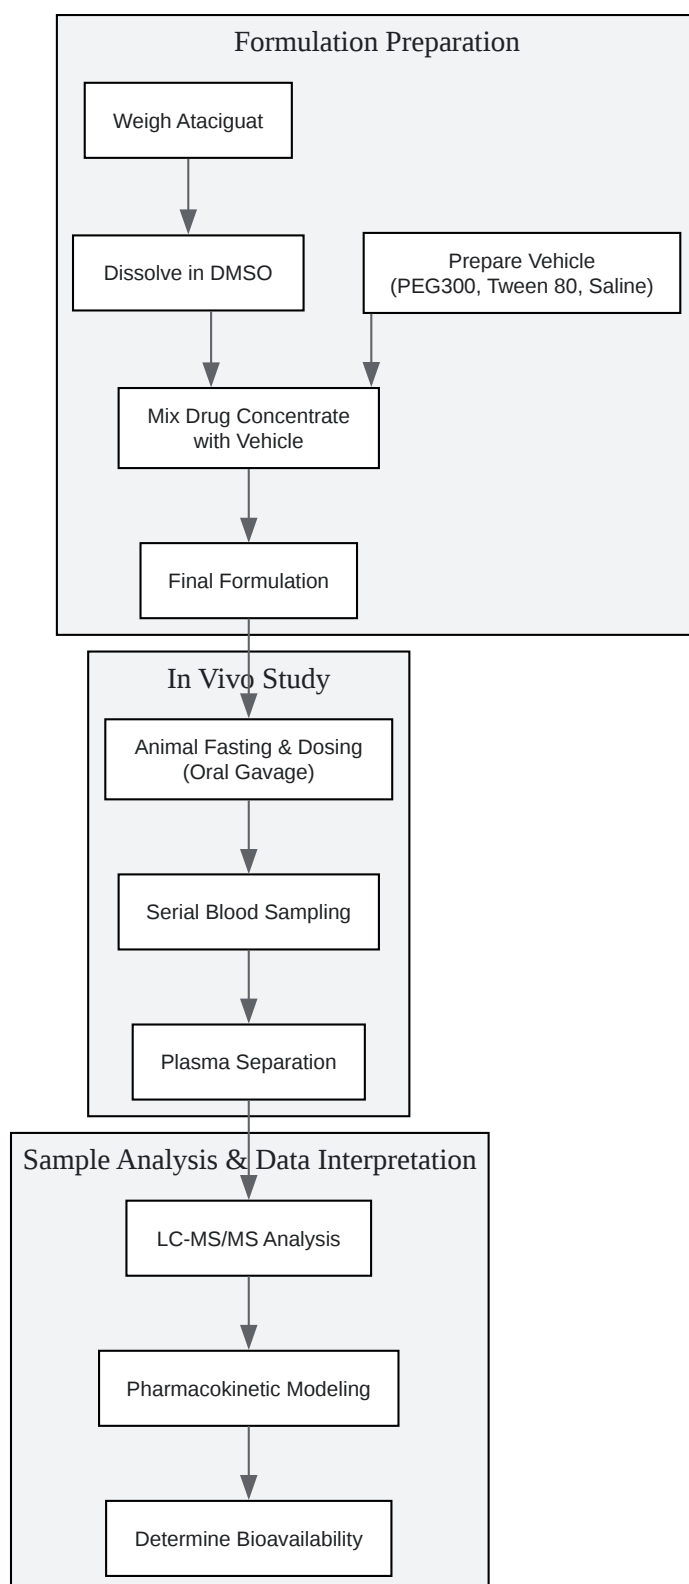 Formulation Preparation
Weigh Ataciguat
Dissolve in DMSO
Prepare Vehicle
(PEG300, Tween 80, Saline)
Mix Drug Concentrate
with Vehicle
Final Formulation
In Vivo Study
Animal Fasting & Dosing
(Oral Gavage)
Serial Blood Sampling
Plasma Separation
Sample Analysis & Data Interpretation
LC-MS/MS Analysis
Pharmacokinetic Modeling
Determine Bioavailability